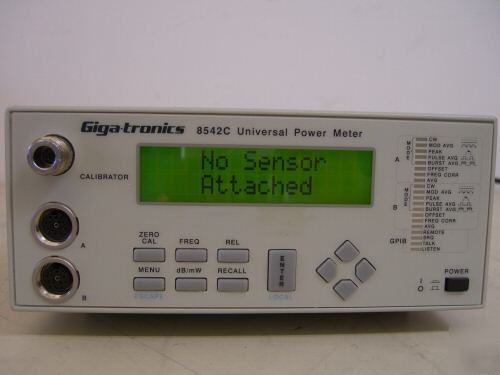 Giga-tronics 8542C Universal Power Meter
No Sensor
Attached
CALIBRATOR
A
B
ZERO
CAL
FREQ
REL
MENU
dB/mW
RECALL
ESCAPE
ENTER
LOCAL
A
MODE
CW
MOD AVG
PEAK
PULSE AVG
BURST AVG
OFFSET
FREQ CORR
AVG
B
MODE
CW
MOD AVG
PEAK
PULSE AVG
BURST AVG
OFFSET
FREQ CORR
AVG
GPIB
REMOTE
SRQ
TALK
LISTEN
POWER
I
O